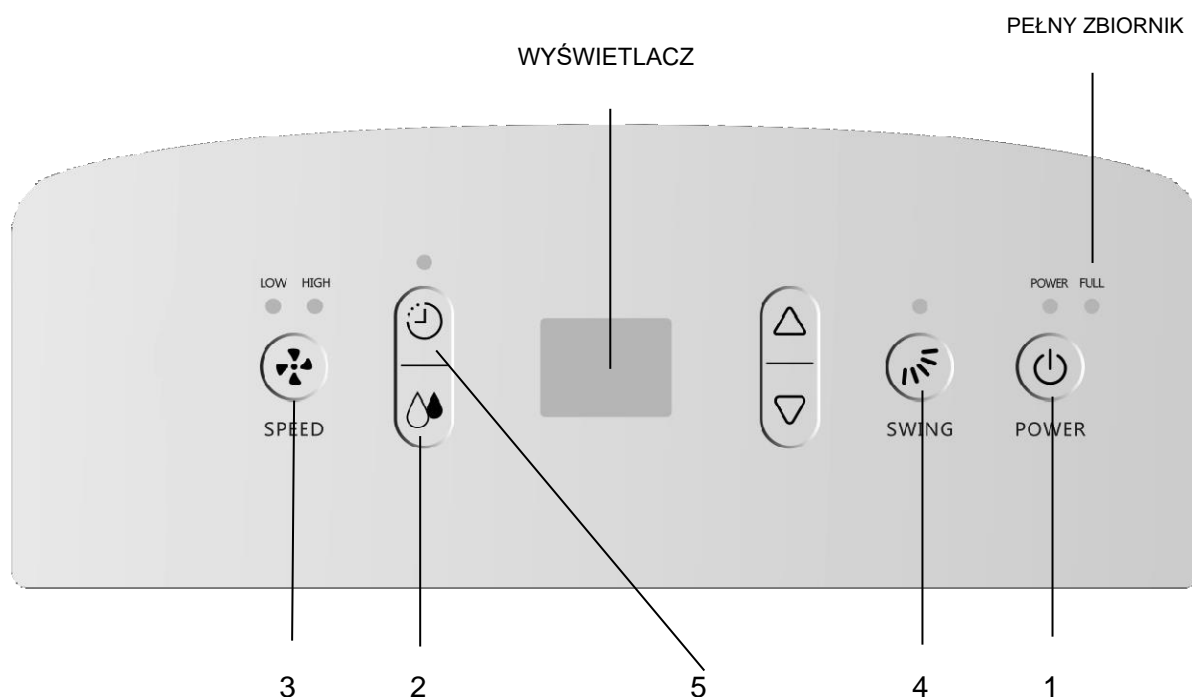 PEŁNY ZBIORNIK
WYŚWIETLACZ
LOW HIGH
POWER FULL
SPEED
SWING
POWER
3 2 5 4 1